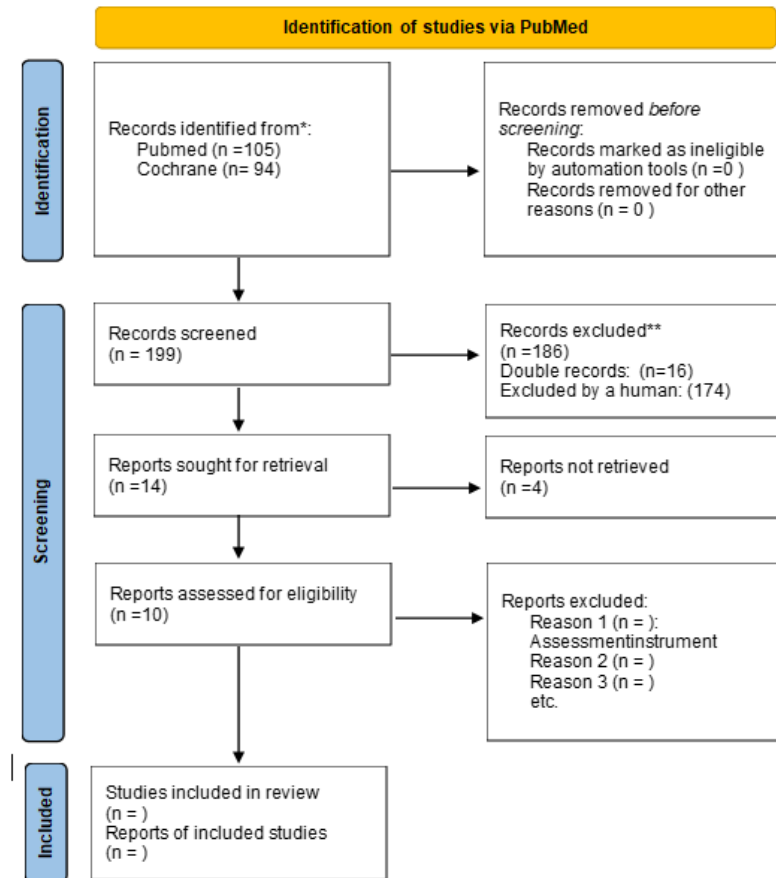 Identification of studies via PubMed
Identification
Records identified from*:
Pubmed (n =105)
Cochrane (n= 94)
Records removed before
screening:
Records marked as ineligible
by automation tools (n =0 )
Records removed for other
reasons (n = 0 )
Screening
Records screened
(n = 199)
Records excluded**
(n =186)
Double records: (n=16)
Excluded by a human: (174)
Reports sought for retrieval
(n =14)
Reports not retrieved
(n =4)
Reports assessed for eligibility
(n =10)
Reports excluded:
Reason 1 (n = ):
Assessmentinstrument
Reason 2 (n = )
Reason 3 (n = )
etc.
Included
Studies included in review
(n = )
Reports of included studies
(n = )